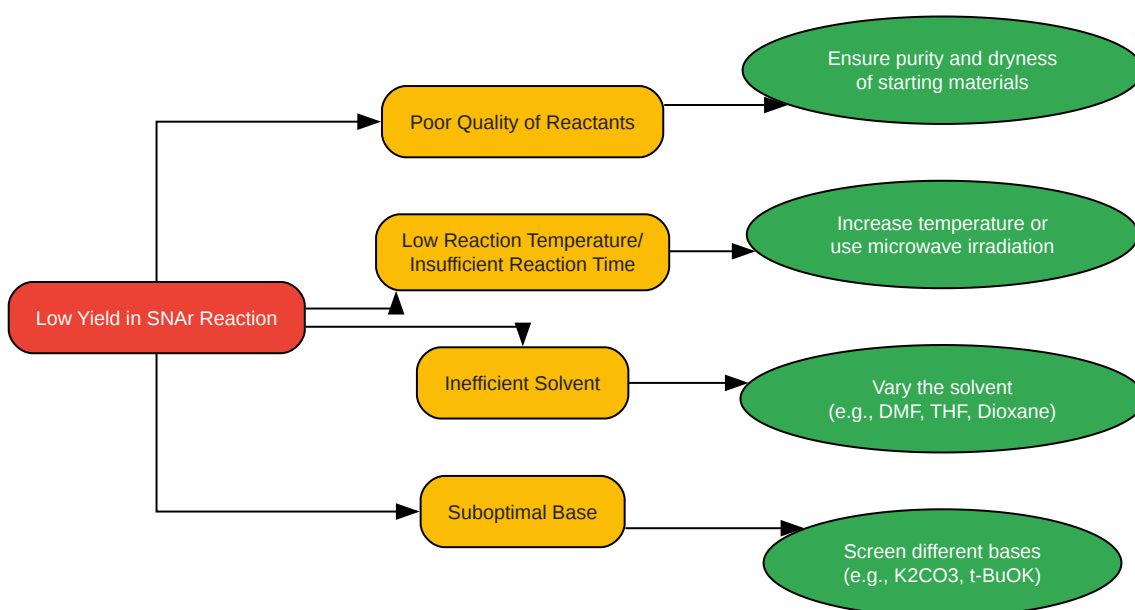 Low Yield in SNAr Reaction
Poor Quality of Reactants
Ensure purity and dryness
of starting materials
Low Reaction Temperature/
Insufficient Reaction Time
Increase temperature or
use microwave irradiation
Inefficient Solvent
Vary the solvent
(e.g., DMF, THF, Dioxane)
Suboptimal Base
Screen different bases
(e.g., K2CO3, t-BuOK)